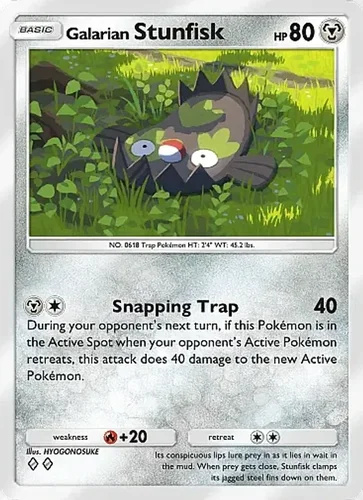 BASIC Galarian Stunfisk HP 80
NO. 0618 Trap Pokémon HT: 2'4" WT: 45.2 lbs.
Snapping Trap 40
During your opponent's next turn, if this Pokémon is in
the Active Spot when your opponent's Active Pokémon
retreats, this attack does 40 damage to the new Active
Pokémon.
Illus. HYOGONOSUKE
weakness +20 retreat
Its conspicuous lips lure prey in as it lies in wait
in the mud. When prey gets close, Stunfisk clamps
its jagged steel fins down on them.